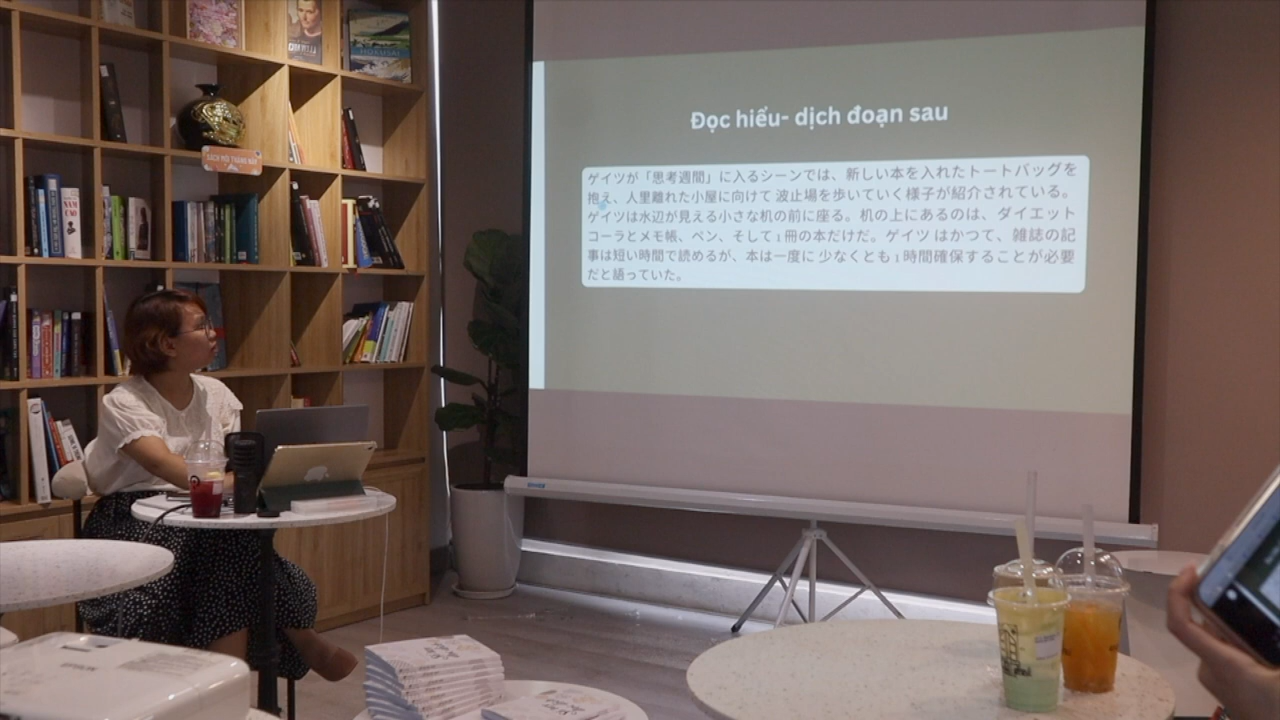 HOKUSAI
SÁCH MỚI THÁNG NÀY
NAM
CAO
Đọc hiểu- dịch đoạn sau
ゲイツが「思考週間」に入るシーンでは、新しい本を入れたトートバッグを
抱え、人里離れた小屋に向けて 波止場を歩いていく様子が紹介されている。
ゲイツは水辺が見える小さな机の前に座る。机の上にあるのは、ダイエット
コーラとメモ帳、ペン、そして1冊の本だけだ。ゲイツ はかつて、雑誌の記
事は短い時間で読めるが、本は一度に 少なくとも1時間確保することが必要
だと語っていた。